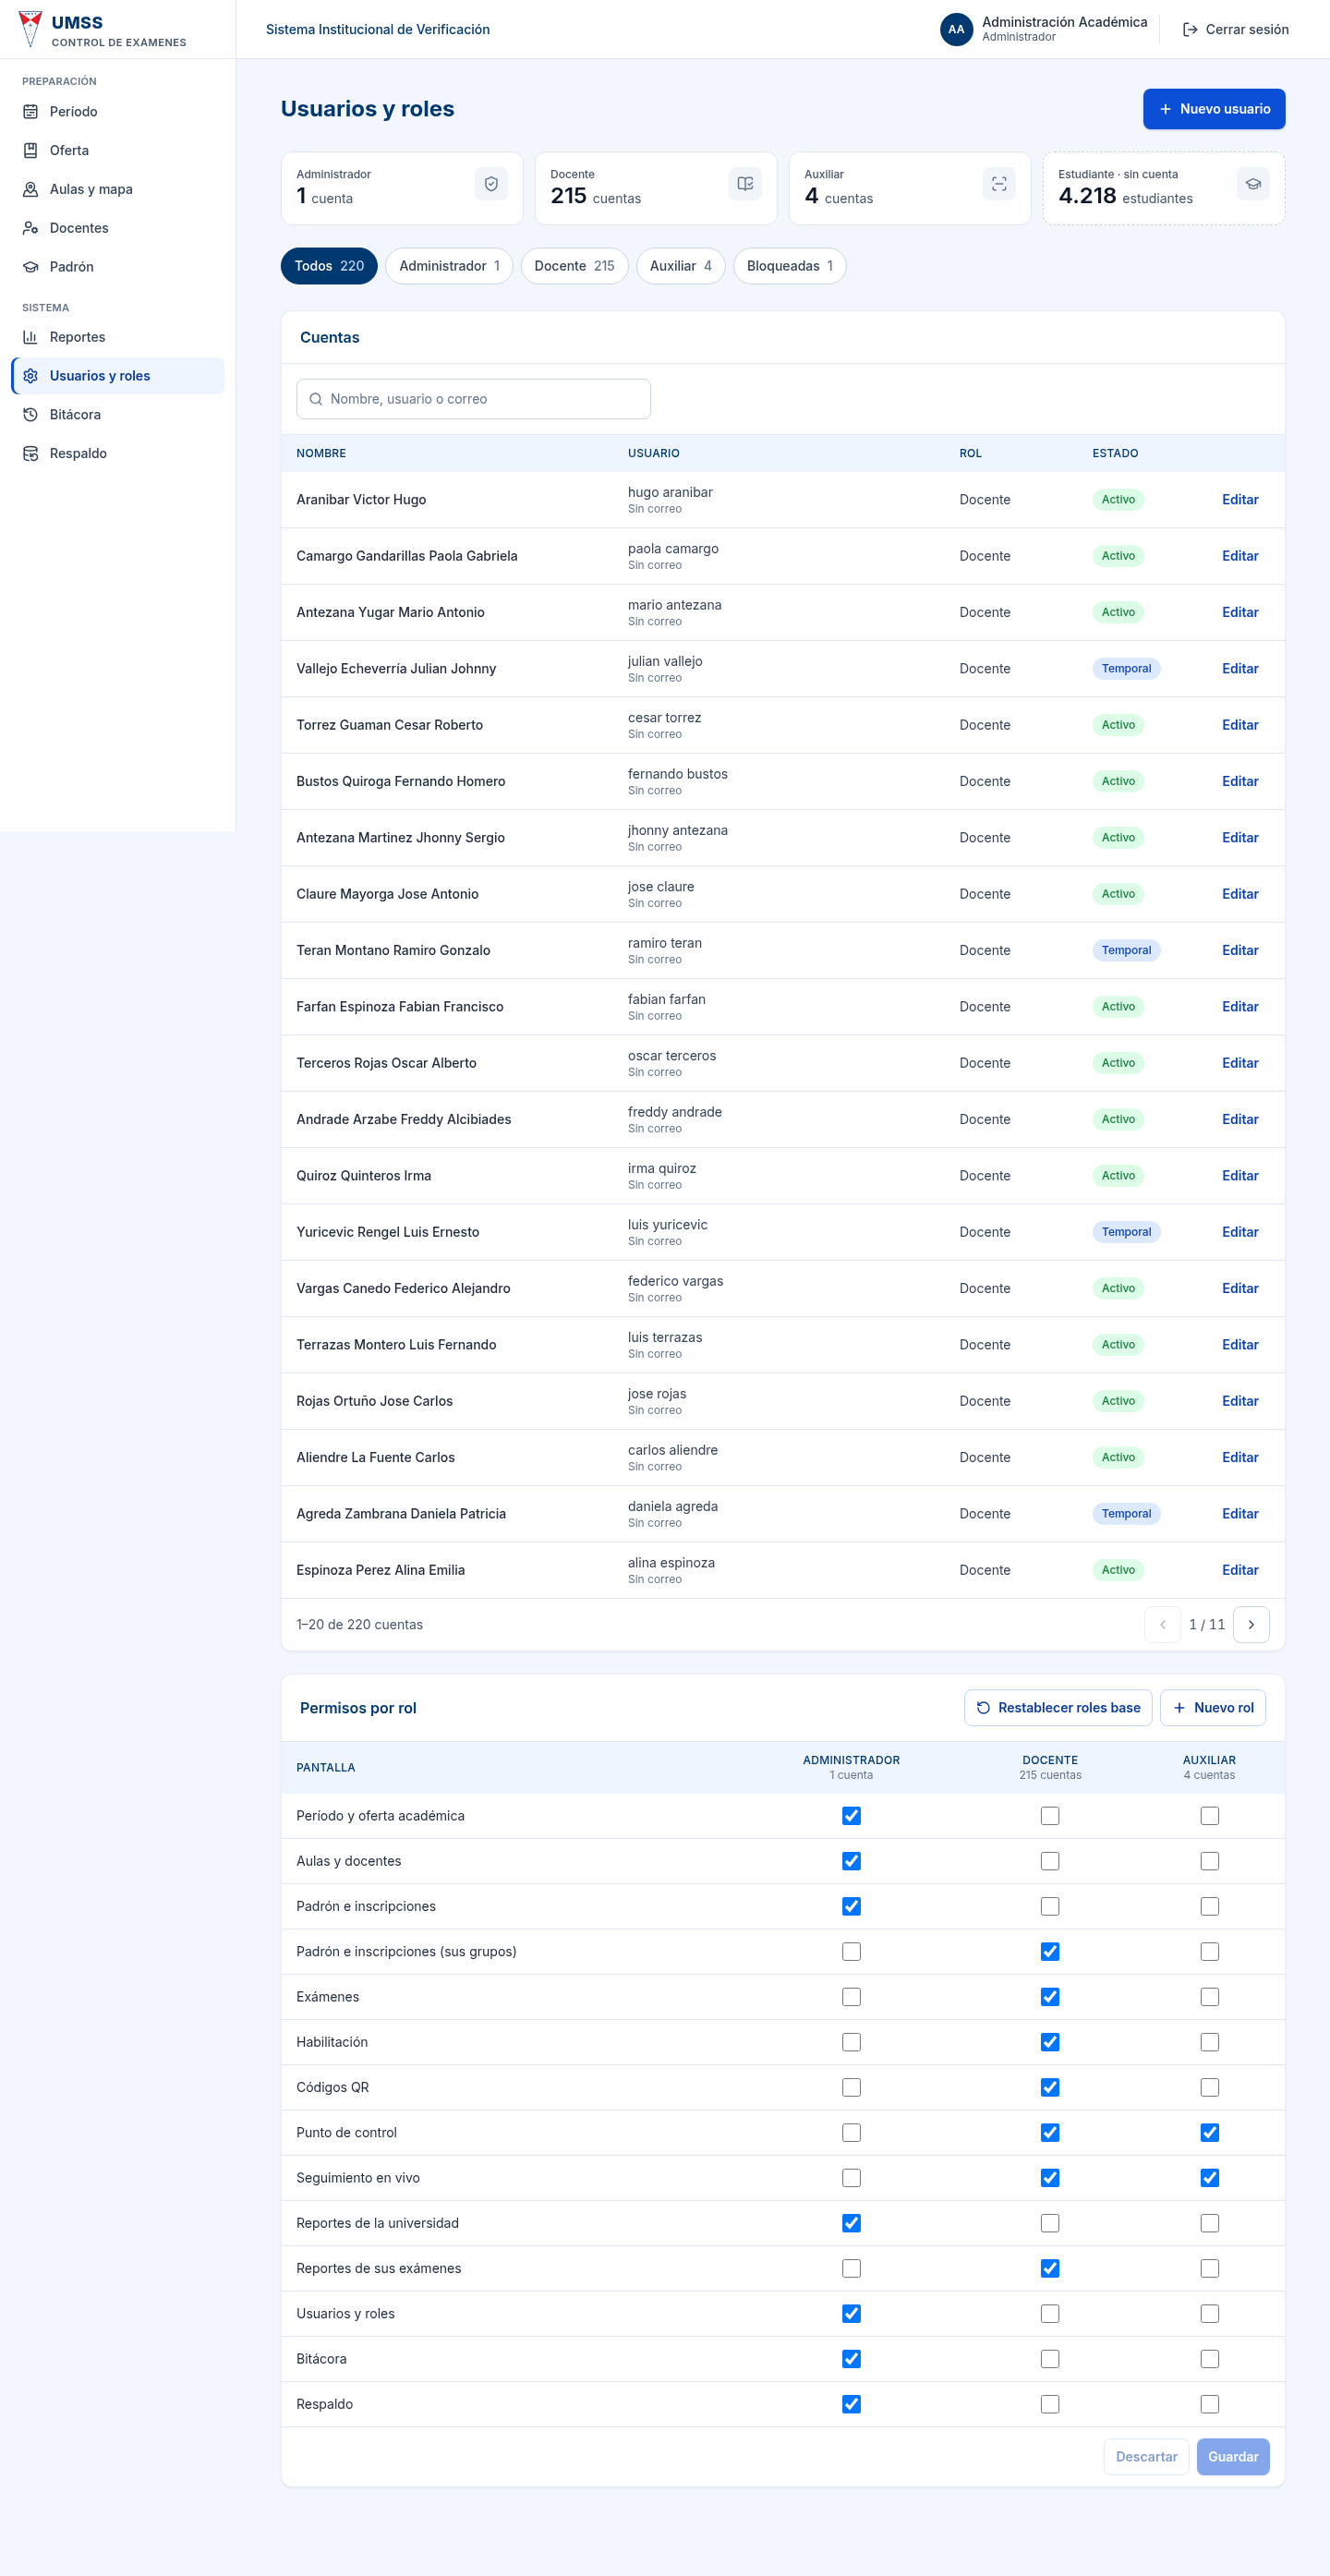 UMSS
CONTROL DE EXÁMENES
Sistema Institucional de Verificación
AA
Administración Académica
Administrador
Cerrar sesión
PREPARACIÓN
Período
Oferta
Aulas y mapa
Docentes
Padrón
SISTEMA
Reportes
Usuarios y roles
Bitácora
Respaldo
Usuarios y roles
Nuevo usuario
Administrador
1 cuenta
Docente
215 cuentas
Auxiliar
4 cuentas
Estudiante · sin cuenta
4.218 estudiantes
Todos 220
Administrador 1
Docente 215
Auxiliar 4
Bloqueadas 1
Cuentas
Nombre, usuario o correo
NOMBRE USUARIO ROL ESTADO
Aranibar Victor Hugo hugo aranibar Docente Activo Editar
Sin correo
Camargo Gandarillas Paola Gabriela paola camargo Docente Activo Editar
Sin correo
Antezana Yugar Mario Antonio mario antezana Docente Activo Editar
Sin correo
Vallejo Echeverría Julian Johnny julian vallejo Docente Temporal Editar
Sin correo
Torrez Guaman Cesar Roberto cesar torrez Docente Activo Editar
Sin correo
Bustos Quiroga Fernando Homero fernando bustos Docente Activo Editar
Sin correo
Antezana Martinez Jhonny Sergio jhonny antezana Docente Activo Editar
Sin correo
Claure Mayorga Jose Antonio jose claure Docente Activo Editar
Sin correo
Teran Montano Ramiro Gonzalo ramiro teran Docente Temporal Editar
Sin correo
Farfan Espinoza Fabian Francisco fabian farfan Docente Activo Editar
Sin correo
Terceros Rojas Oscar Alberto oscar terceros Docente Activo Editar
Sin correo
Andrade Arzabe Freddy Alcibiades freddy andrade Docente Activo Editar
Sin correo
Quiroz Quinteros Irma irma quiroz Docente Activo Editar
Sin correo
Yuricevic Rengel Luis Ernesto luis yuricevic Docente Temporal Editar
Sin correo
Vargas Canedo Federico Alejandro federico vargas Docente Activo Editar
Sin correo
Terrazas Montero Luis Fernando luis terrazas Docente Activo Editar
Sin correo
Rojas Ortuño Jose Carlos jose rojas Docente Activo Editar
Sin correo
Aliendre La Fuente Carlos carlos aliendre Docente Activo Editar
Sin correo
Agreda Zambrana Daniela Patricia daniela agreda Docente Temporal Editar
Sin correo
Espinoza Perez Alina Emilia alina espinoza Docente Activo Editar
Sin correo
1–20 de 220 cuentas
1 / 11
Permisos por rol
Restablecer roles base
Nuevo rol
PANTALLA ADMINISTRADOR DOCENTE AUXILIAR
1 cuenta 215 cuentas 4 cuentas
Período y oferta académica
Aulas y docentes
Padrón e inscripciones
Padrón e inscripciones (sus grupos)
Exámenes
Habilitación
Códigos QR
Punto de control
Seguimiento en vivo
Reportes de la universidad
Reportes de sus exámenes
Usuarios y roles
Bitácora
Respaldo
Descartar
Guardar